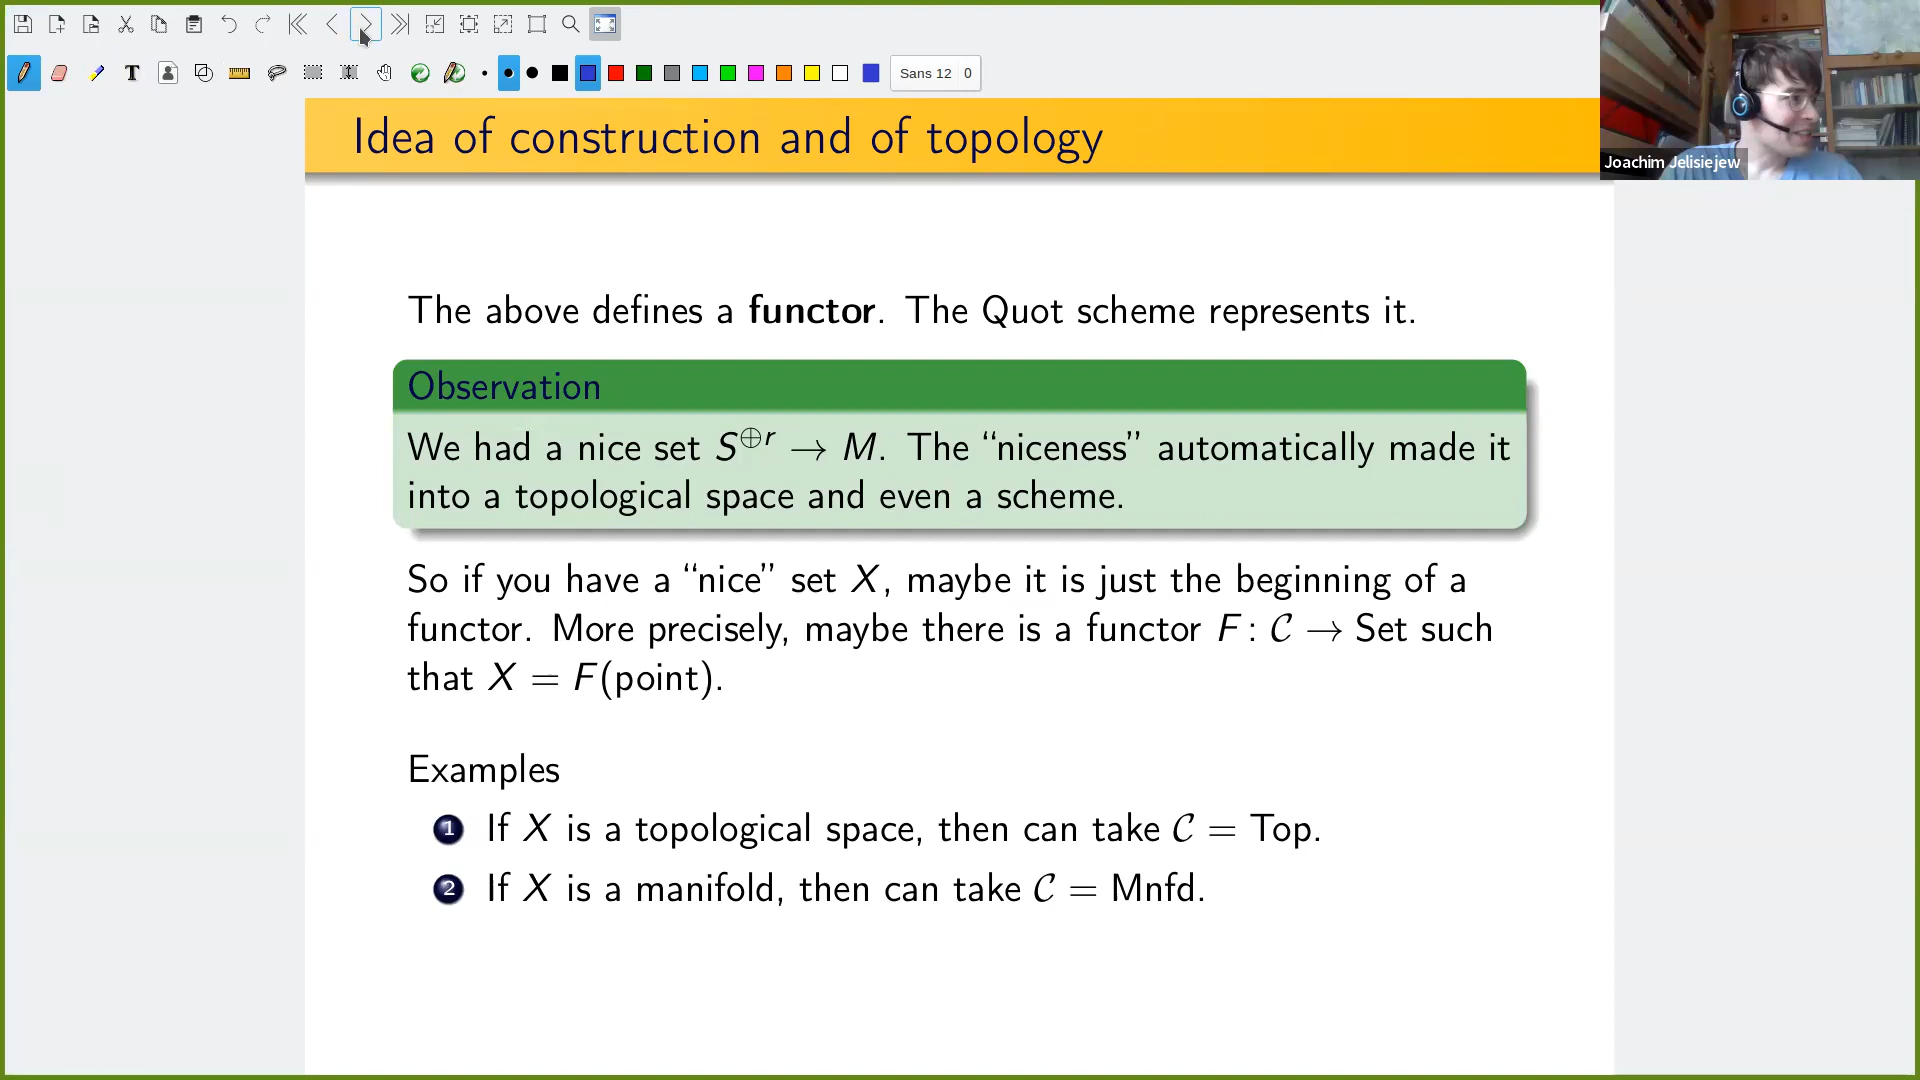 Sans 12 0
Joachim Jelisiejew
Idea of construction and of topology
The above defines a functor. The Quot scheme represents it.
Observation
We had a nice set S^{⊕r} → M. The “niceness” automatically made it
into a topological space and even a scheme.
So if you have a “nice” set X, maybe it is just the beginning of a
functor. More precisely, maybe there is a functor F: 𝒞 → Set such
that X = F(point).
Examples
1 If X is a topological space, then can take 𝒞 = Top.
2 If X is a manifold, then can take 𝒞 = Mnfd.